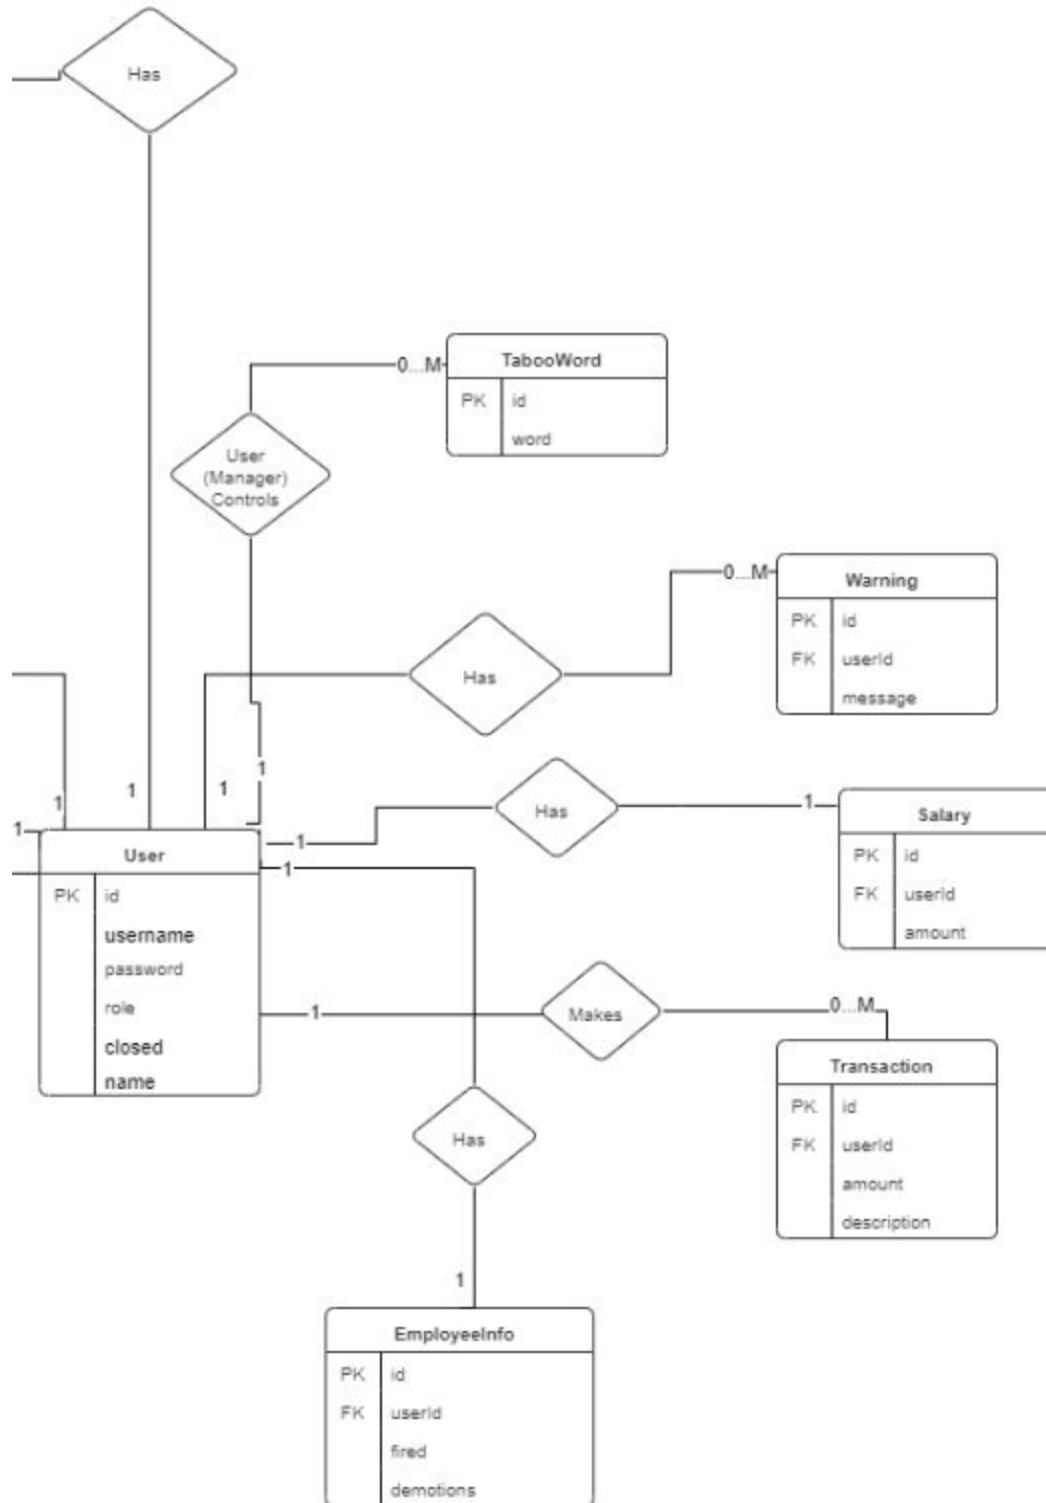 Has
0...M
TabooWord
PK id
word
User
(Manager)
Controls
0...M
Warning
PK id
FK userId
message
Has
1
1
1
1
Has
1
1
Salary
PK id
FK userId
amount
1
1
User
PK id
username
password
role
closed
name
1
Makes
0...M
Transaction
PK id
FK userId
amount
description
Has
1
EmployeeInfo
PK id
FK userId
fired
demotions